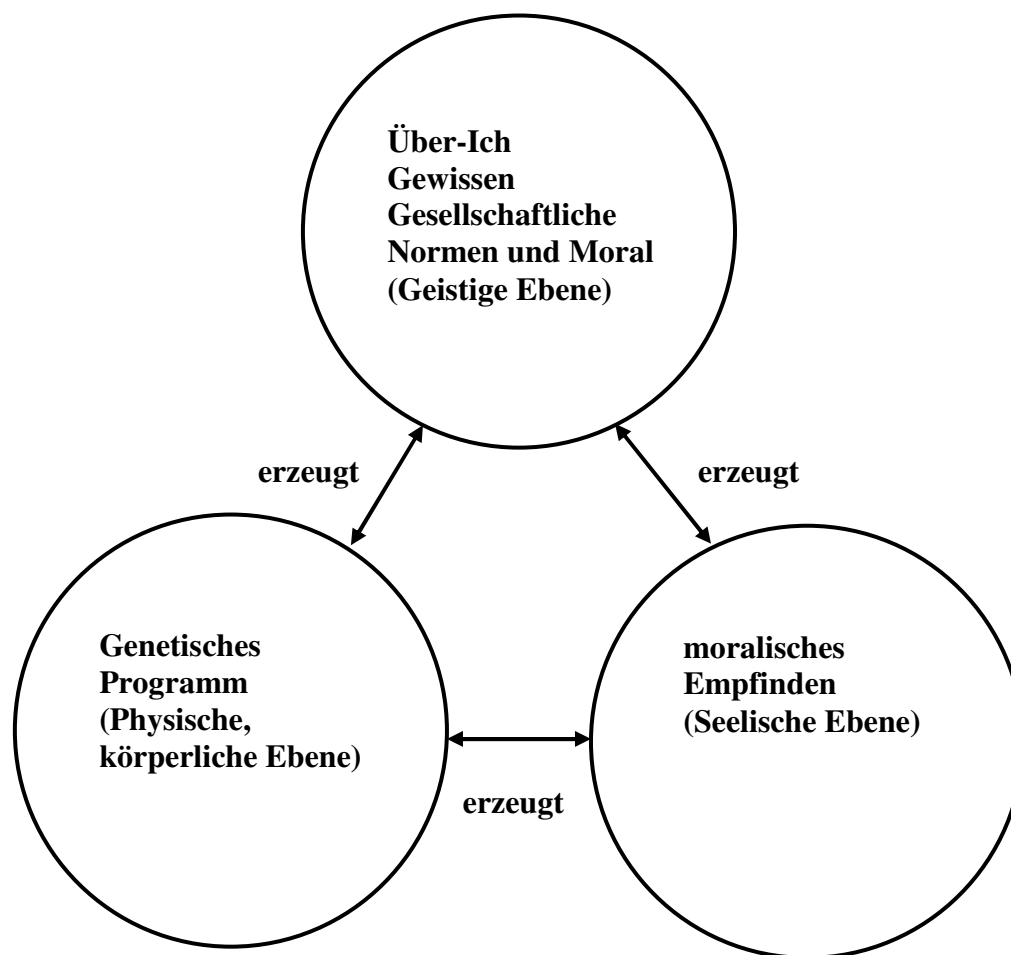 Über-Ich
Gewissen
Gesellschaftliche
Normen und Moral
(Geistige Ebene)
erzeugt
erzeugt
Genetisches
Programm
(Physische,
körperliche Ebene)
moralisches
Empfinden
(Seelische Ebene)
erzeugt